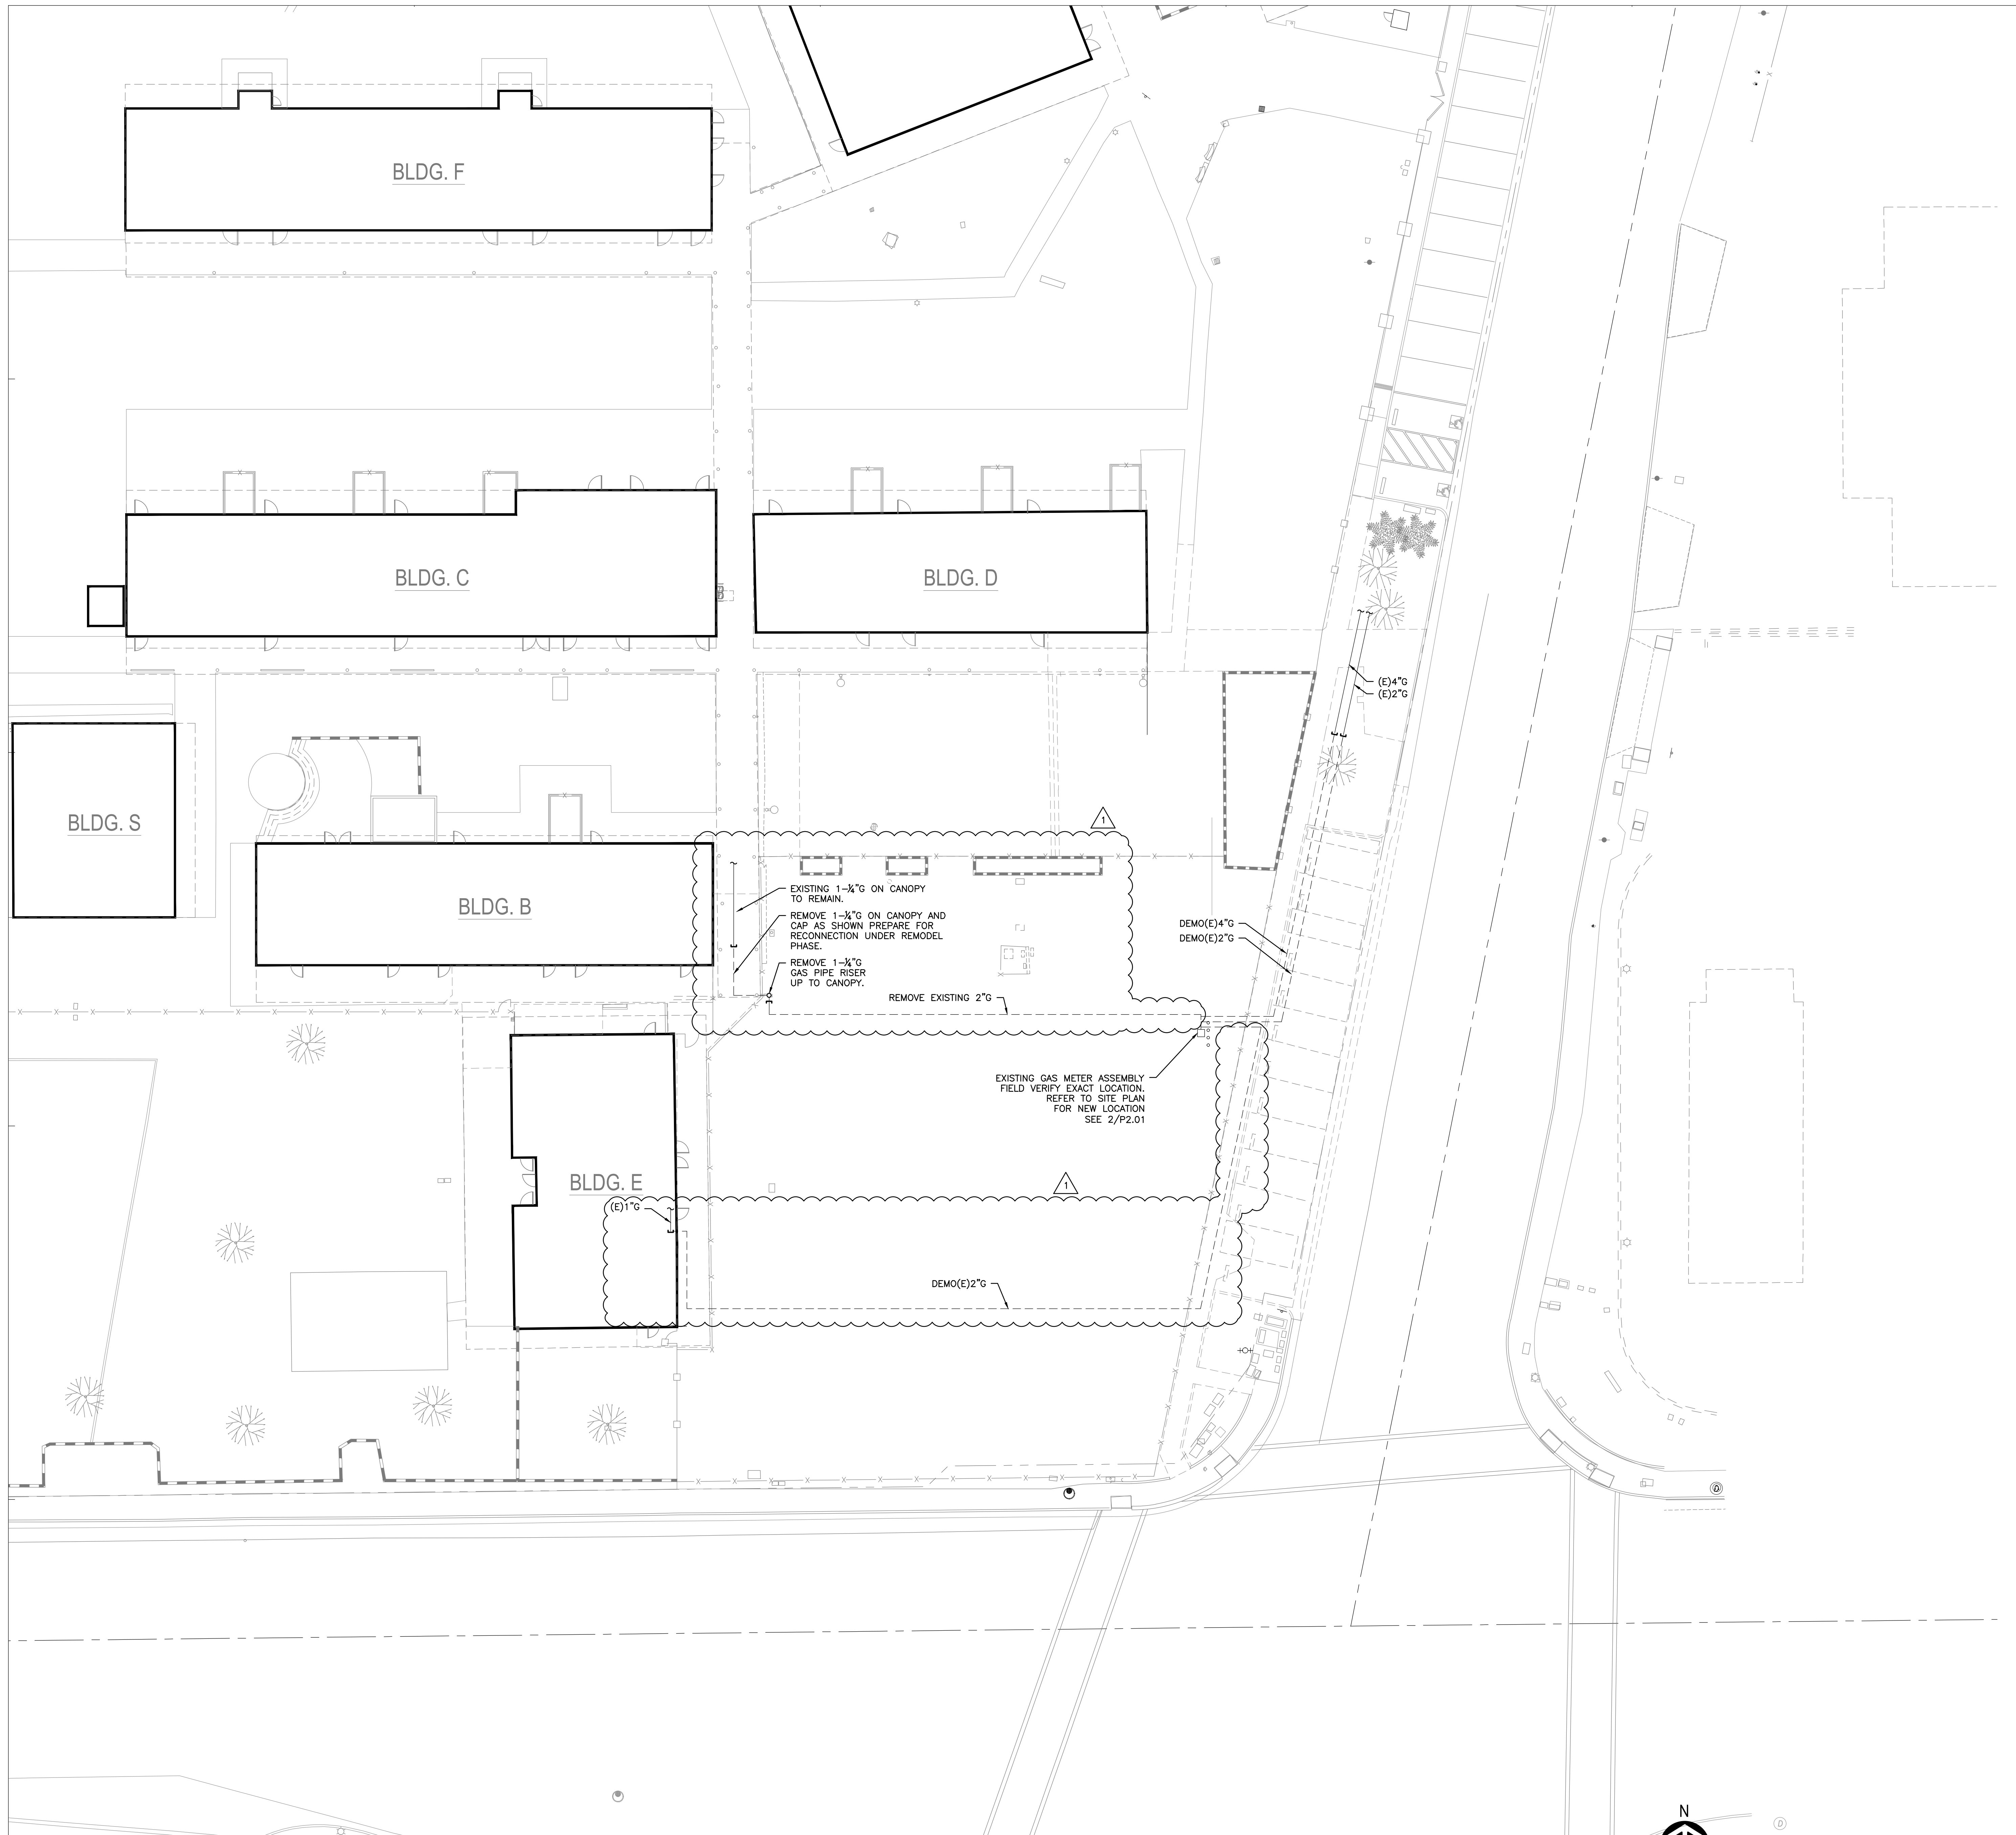 BLDG. F
BLDG. C
BLDG. D
(E)4"G
(E)2"G
BLDG. S
1
BLDG. B
EXISTING 1-¼"G ON CANOPY
TO REMAIN.
REMOVE 1-¼"G ON CANOPY AND
CAP AS SHOWN PREPARE FOR
RECONNECTION UNDER REMODEL
PHASE.
REMOVE 1-¼"G
GAS PIPE RISER
UP TO CANOPY.
DEMO(E)4"G
DEMO(E)2"G
REMOVE EXISTING 2"G
EXISTING GAS METER ASSEMBLY
FIELD VERIFY EXACT LOCATION.
REFER TO SITE PLAN
FOR NEW LOCATION
SEE 2/P2.01
BLDG. E
1
(E)1"G
DEMO(E)2"G
D
N
D